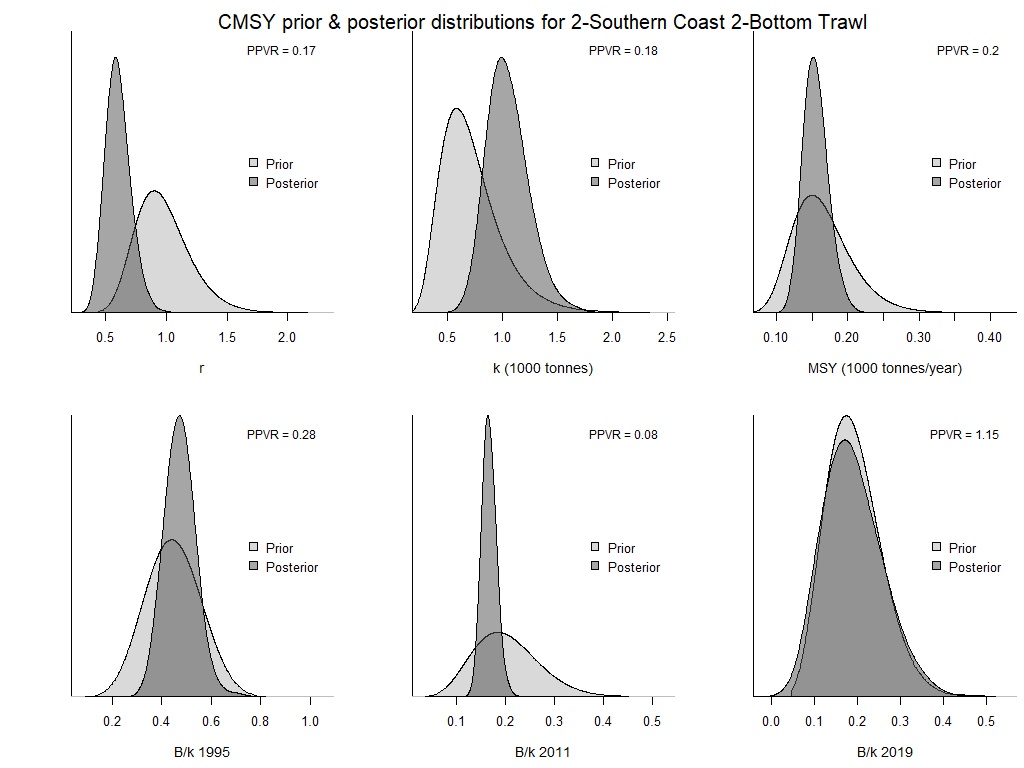 CMSY prior & posterior distributions for 2-Southern Coast 2-Bottom Trawl
PPVR = 0.17
Prior
Posterior
0.5 1.0 1.5 2.0
r
PPVR = 0.18
Prior
Posterior
0.5 1.0 1.5 2.0 2.5
k (1000 tonnes)
PPVR = 0.2
Prior
Posterior
0.10 0.20 0.30 0.40
MSY (1000 tonnes/year)
PPVR = 0.28
Prior
Posterior
0.2 0.4 0.6 0.8 1.0
B/k 1995
PPVR = 0.08
Prior
Posterior
0.1 0.2 0.3 0.4 0.5
B/k 2011
PPVR = 1.15
Prior
Posterior
0.0 0.1 0.2 0.3 0.4 0.5
B/k 2019